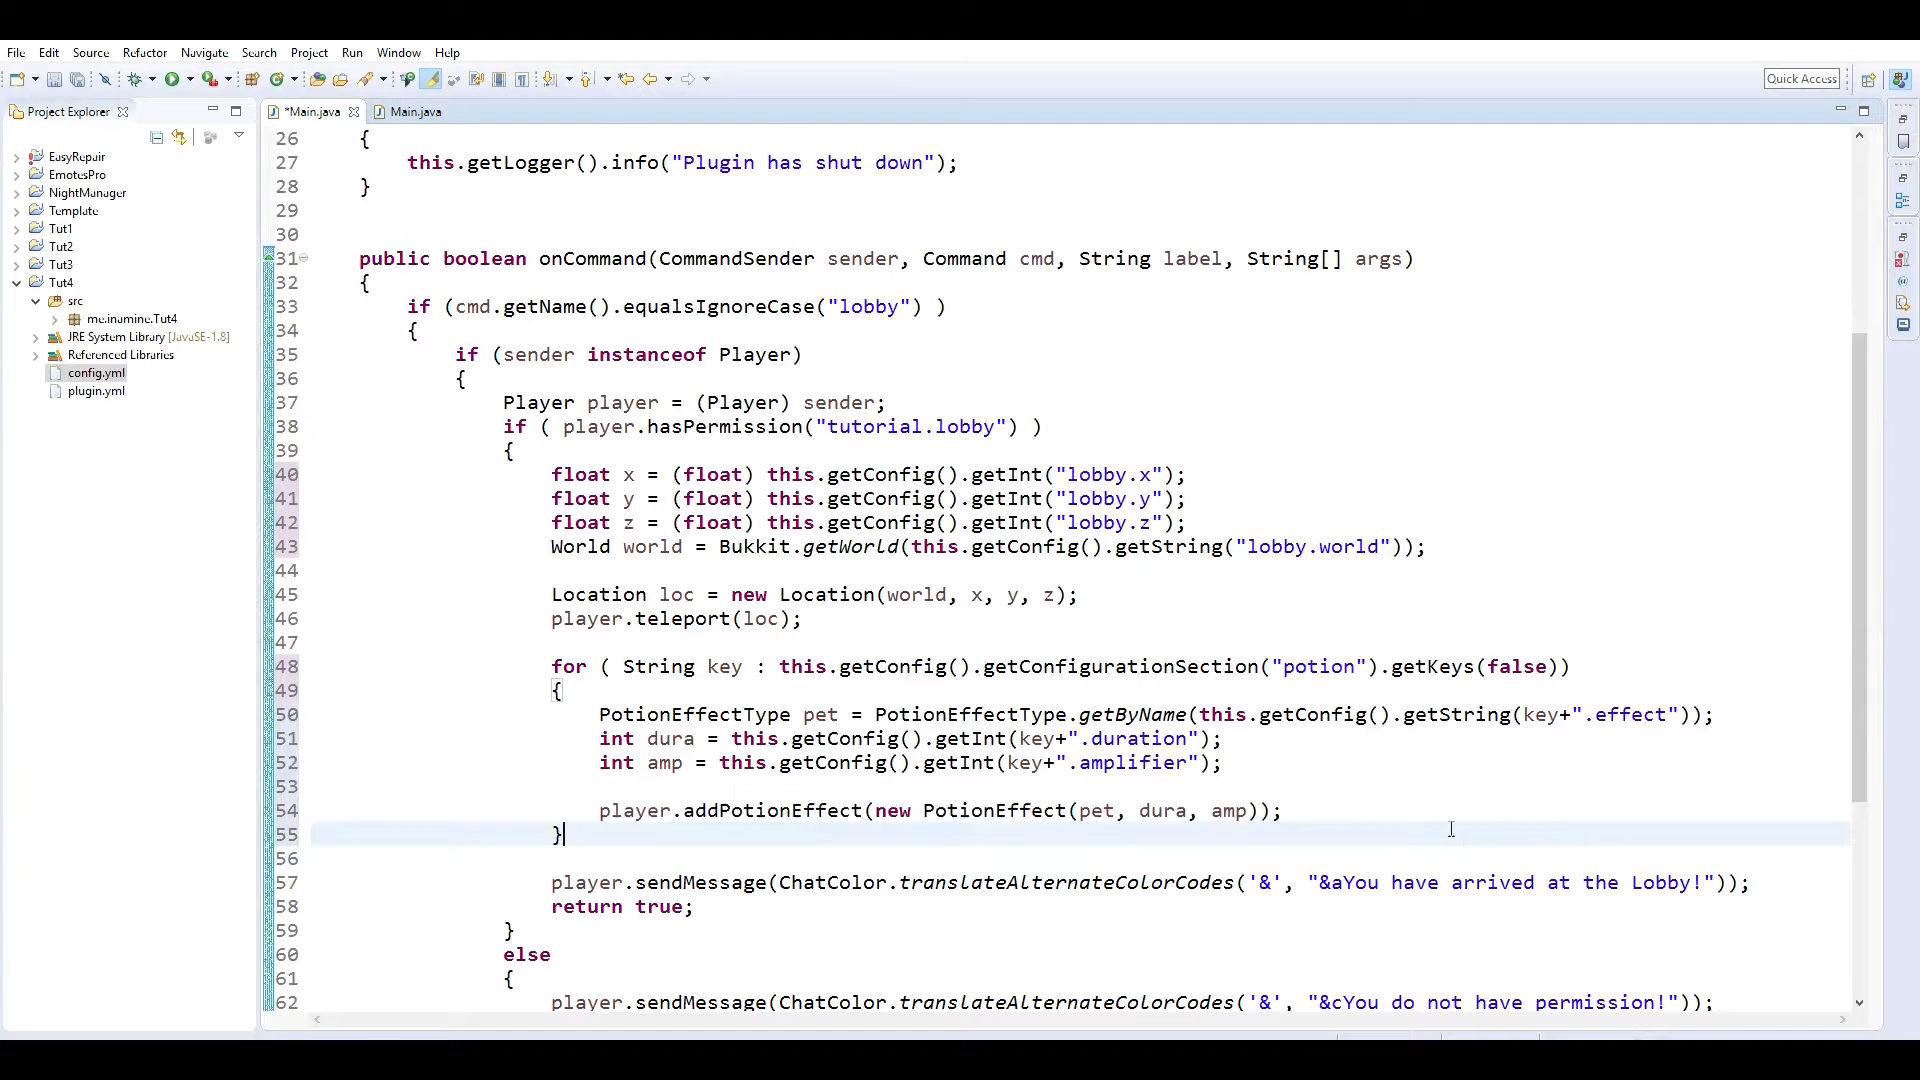 File Edit Source Refactor Navigate Search Project Run Window Help
Quick Access
Project Explorer
*Main.java
Main.java
EasyRepair
EmotesPro
NightManager
Template
Tut1
Tut2
Tut3
Tut4
src
me.inamine.Tut4
JRE System Library [JavaSE-1.8]
Referenced Libraries
config.yml
plugin.yml
26 {
27 this.getLogger().info("Plugin has shut down");
28 }
29
30
31 public boolean onCommand(CommandSender sender, Command cmd, String label, String[] args)
32 {
33 if (cmd.getName().equalsIgnoreCase("lobby") )
34 {
35 if (sender instanceof Player)
36 {
37 Player player = (Player) sender;
38 if ( player.hasPermission("tutorial.lobby") )
39 {
40 float x = (float) this.getConfig().getInt("lobby.x");
41 float y = (float) this.getConfig().getInt("lobby.y");
42 float z = (float) this.getConfig().getInt("lobby.z");
43 World world = Bukkit.getWorld(this.getConfig().getString("lobby.world"));
44
45 Location loc = new Location(world, x, y, z);
46 player.teleport(loc);
47
48 for ( String key : this.getConfig().getConfigurationSection("potion").getKeys(false))
49 {
50 PotionEffectType pet = PotionEffectType.getByName(this.getConfig().getString(key+".effect"));
51 int dura = this.getConfig().getInt(key+".duration");
52 int amp = this.getConfig().getInt(key+".amplifier");
53
54 player.addPotionEffect(new PotionEffect(pet, dura, amp));
55 }
56
57 player.sendMessage(ChatColor.translateAlternateColorCodes('&', "&aYou have arrived at the Lobby!"));
58 return true;
59 }
60 else
61 {
62 player.sendMessage(ChatColor.translateAlternateColorCodes('&', "&cYou do not have permission!"));